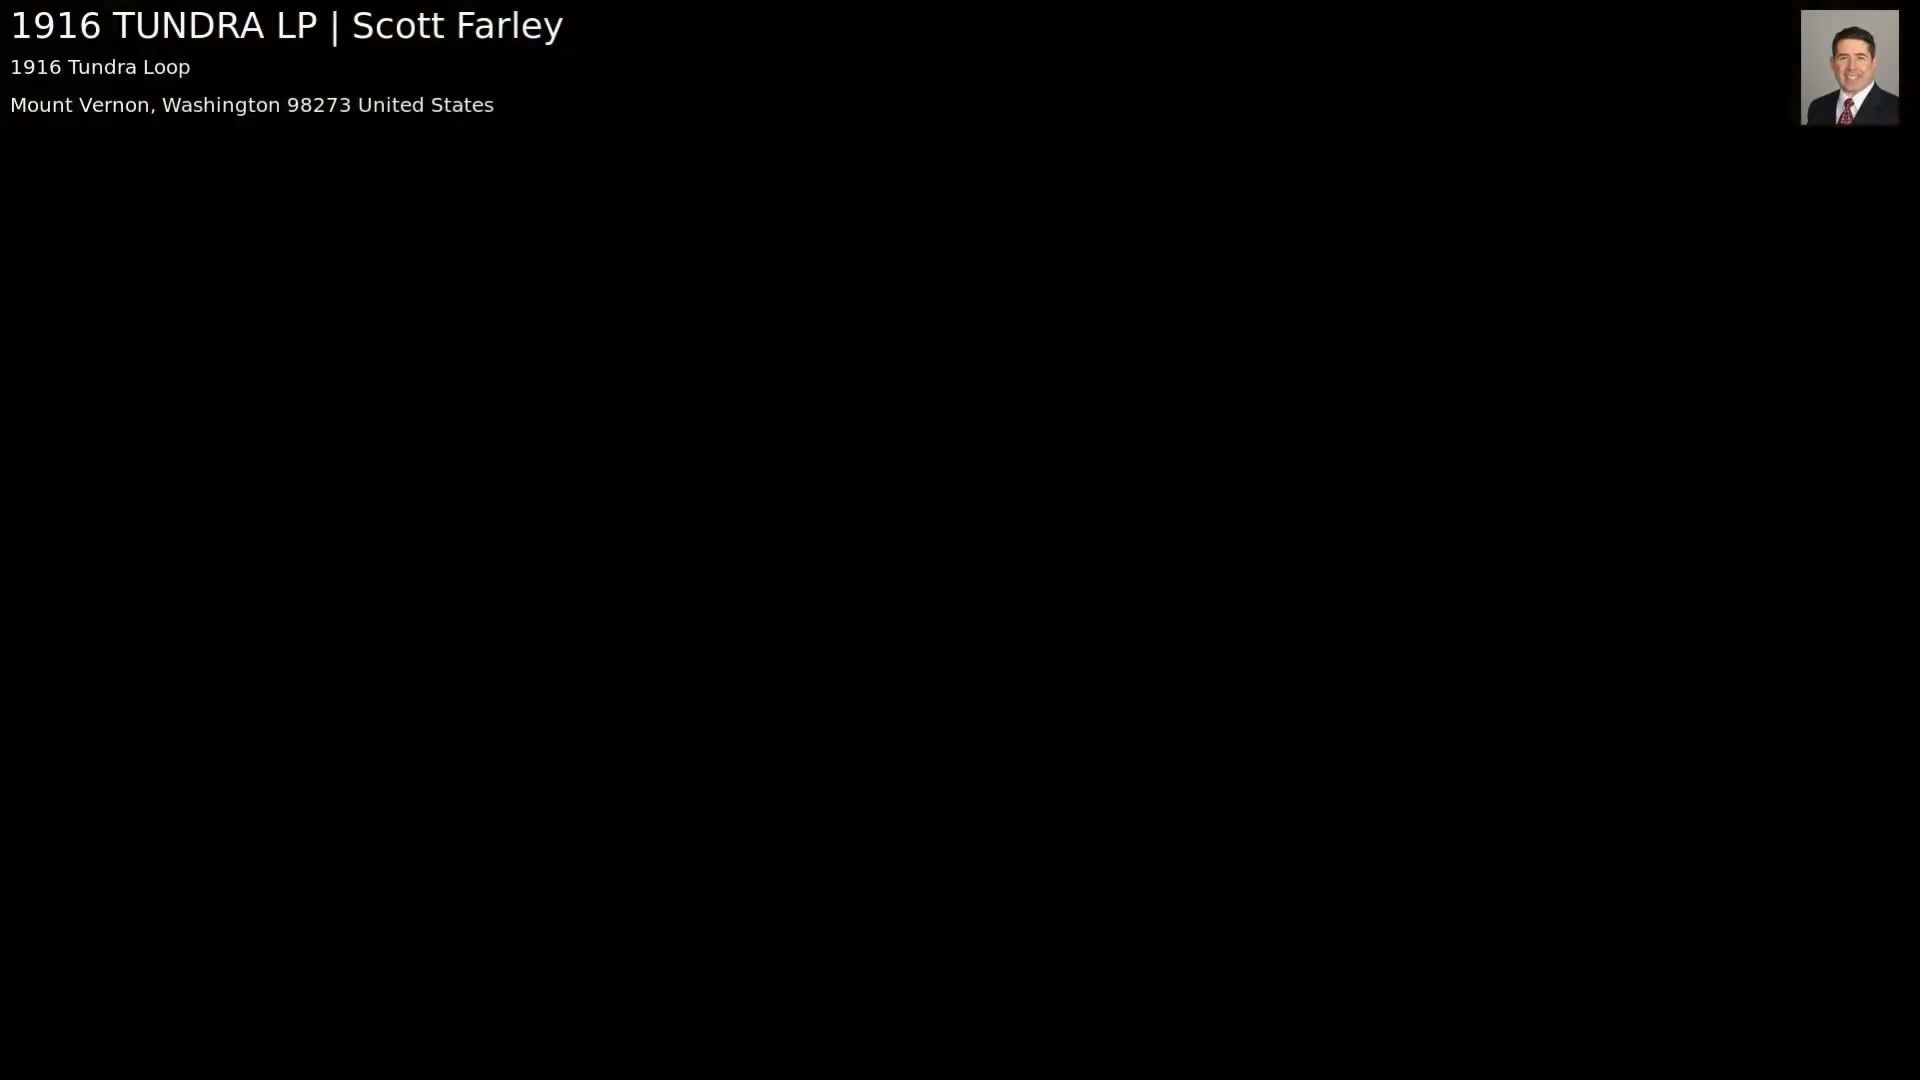 1916 TUNDRA LP | Scott Farley
1916 Tundra Loop
Mount Vernon, Washington 98273 United States